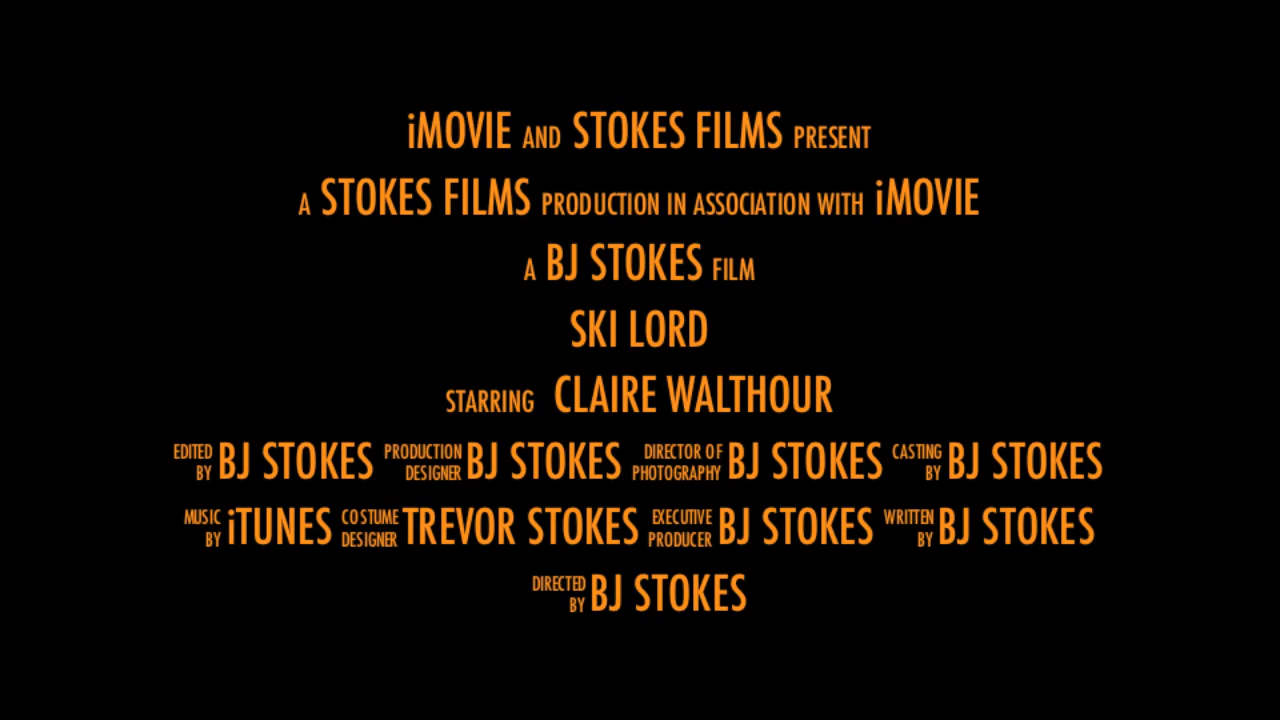 iMOVIE AND STOKES FILMS PRESENT
A STOKES FILMS PRODUCTION IN ASSOCIATION WITH iMOVIE
A BJ STOKES FILM
SKI LORD
STARRING CLAIRE WALTHOUR
EDITED BY BJ STOKES PRODUCTION DESIGNER BJ STOKES DIRECTOR OF PHOTOGRAPHY BJ STOKES CASTING BY BJ STOKES
MUSIC BY iTUNES COSTUME DESIGNER TREVOR STOKES EXECUTIVE PRODUCER BJ STOKES WRITTEN BY BJ STOKES
DIRECTED BY BJ STOKES